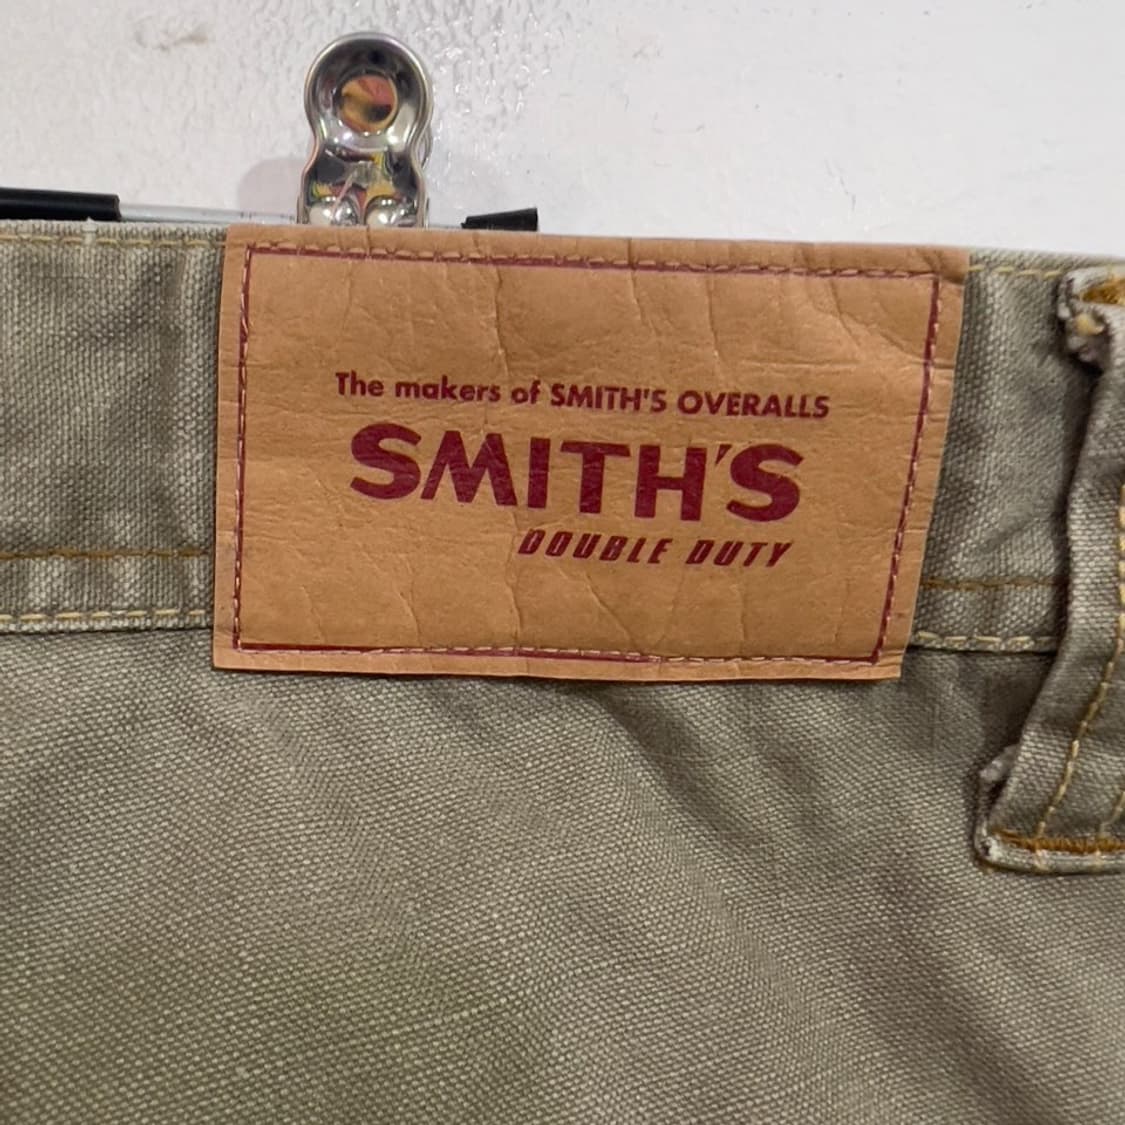 The makers of SMITH'S OVERALLS
SMITH'S
DOUBLE DUTY